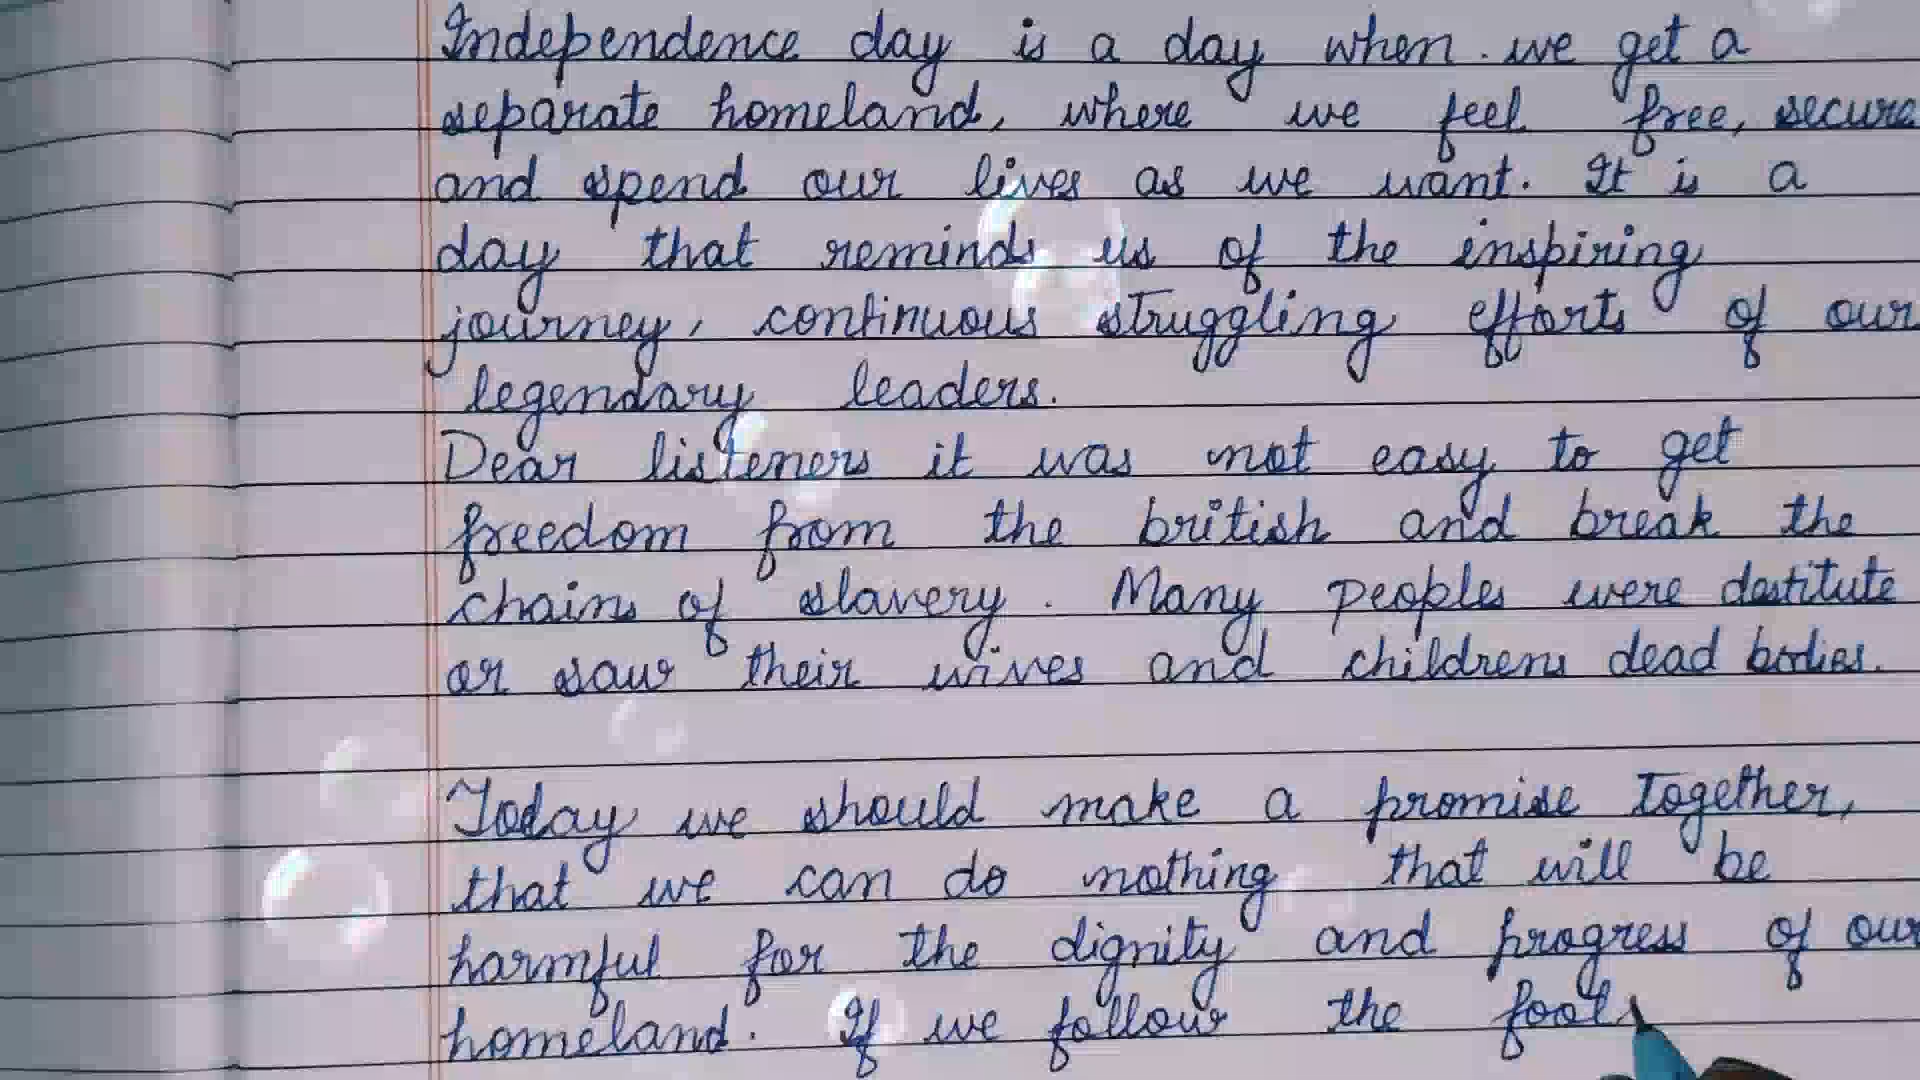 Independence day is a day when we get a
separate homeland, where we feel free, secure
and spend our lives as we want. It is a
day that reminds us of the inspiring
journey, continuous struggling efforts of our
legendary leaders.
Dear listeners it was not easy to get
freedom from the british and break the
chains of slavery. Many peoples were destitute
or saw their wives and childrens dead bodies.
Today we should make a promise together,
that we can do nothing that will be
harmful for the dignity and progress of our
homeland. If we follow the foot